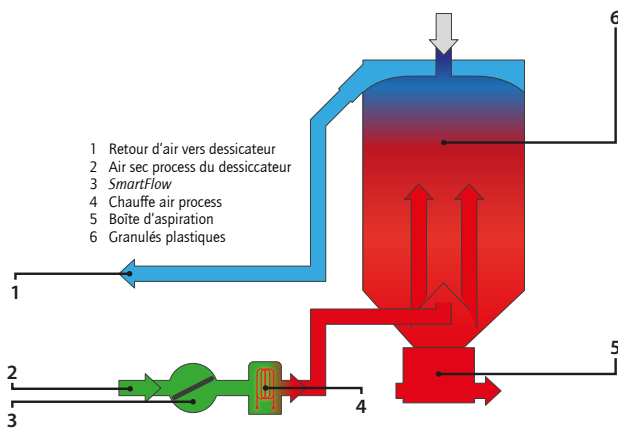 6
1 Retour d'air vers dessicateur
2 Air sec process du dessiccateur
3 SmartFlow
4 Chauffe air process
5 Boîte d'aspiration
6 Granulés plastiques
1
2
5
4
3